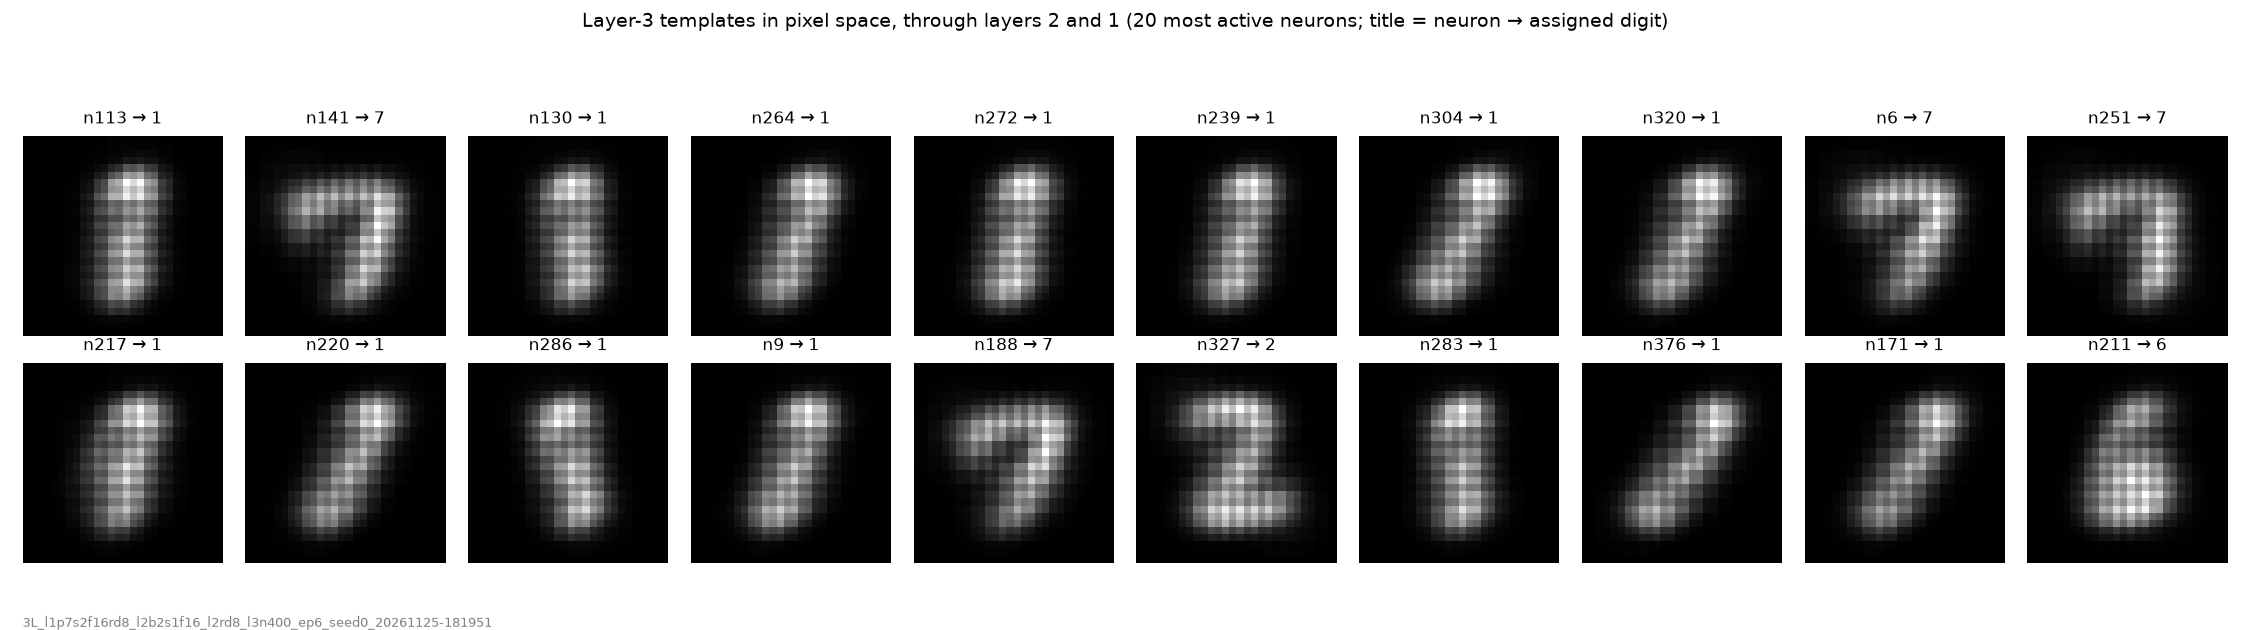 Layer-3 templates in pixel space, through layers 2 and 1 (20 most active neurons; title = neuron → assigned digit)
n113 → 1 n141 → 7 n130 → 1 n264 → 1 n272 → 1 n239 → 1 n304 → 1 n320 → 1 n6 → 7 n251 → 7
n217 → 1 n220 → 1 n286 → 1 n9 → 1 n188 → 7 n327 → 2 n283 → 1 n376 → 1 n171 → 1 n211 → 6
3L_l1p7s2f16rd8_l2b2s1f16_l2rd8_l3n400_ep6_seed0_20261125-181951